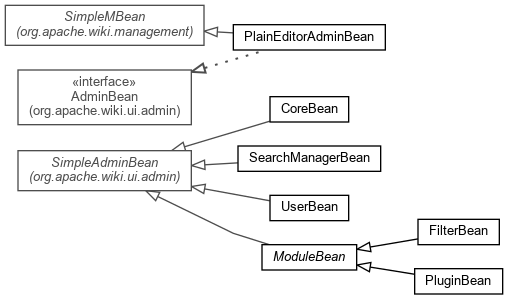 SimpleMBean
(org.apache.wiki.management)
PlainEditorAdminBean
«interface»
AdminBean
(org.apache.wiki.ui.admin)
CoreBean
SimpleAdminBean
(org.apache.wiki.ui.admin)
SearchManagerBean
UserBean
ModuleBean
FilterBean
PluginBean